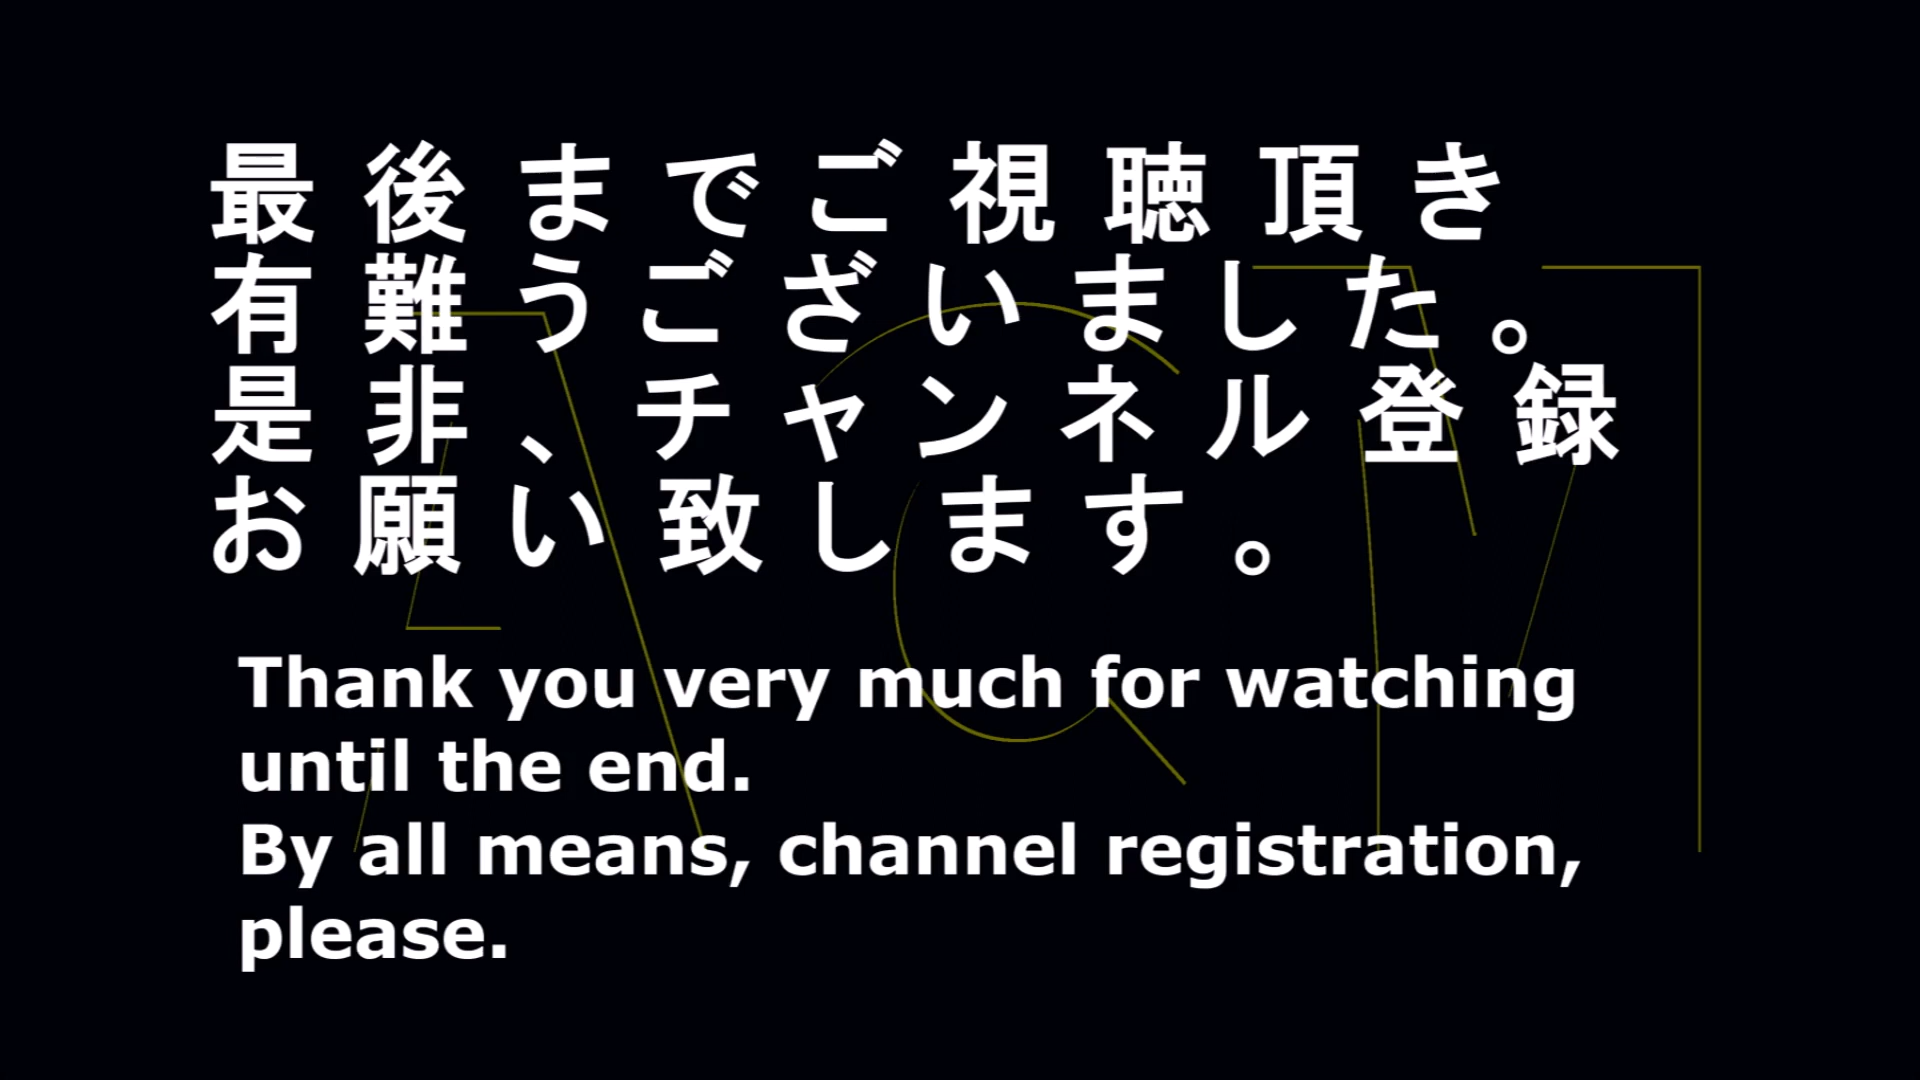 最後までご視聴頂き
有難うございました。
是非、チャンネル登録
お願い致します。
Thank you very much for watching
until the end.
By all means, channel registration,
please.